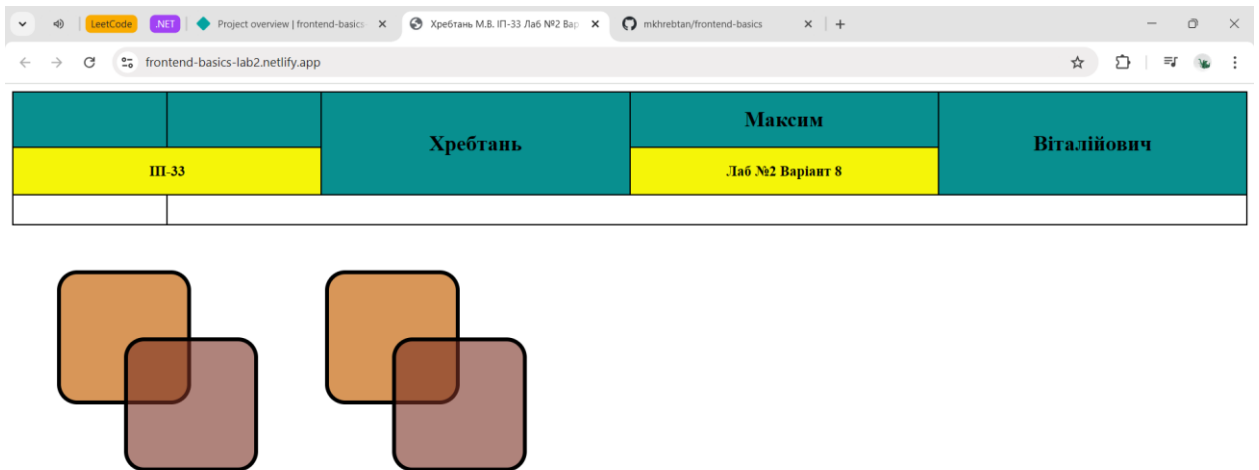 LeetCode .NET Project overview | frontend-basics- Хребтань М.В. ІП-33 Лаб №2 Вар mkhrebtan/frontend-basics
frontend-basics-lab2.netlify.app
Хребтань
Максим
Віталійович
ІП-33
Лаб №2 Варіант 8